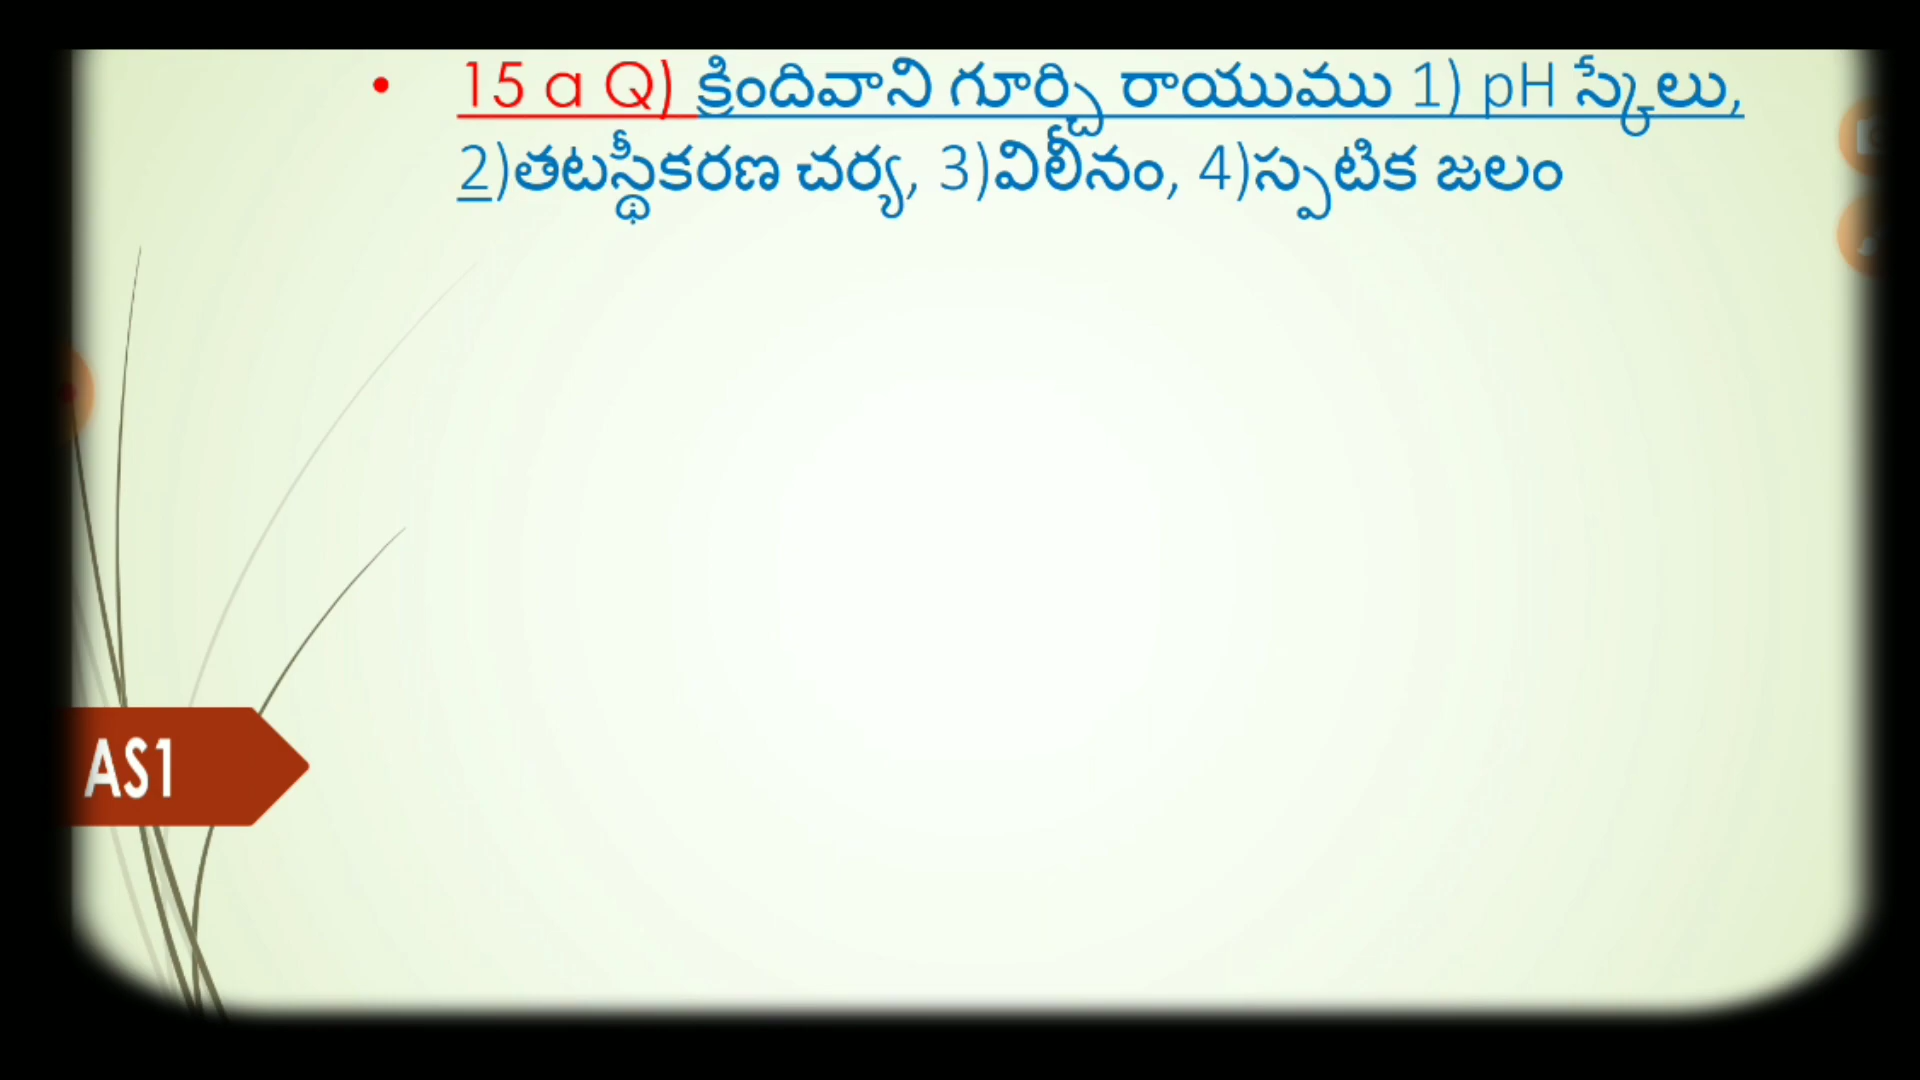 • 15 a Q) క్రిందివాని గూర్చి రాయుము 1) pH స్కేలు,
2)తటస్థీకరణ చర్య, 3)విలీనం, 4)స్పటిక జలం
AS1